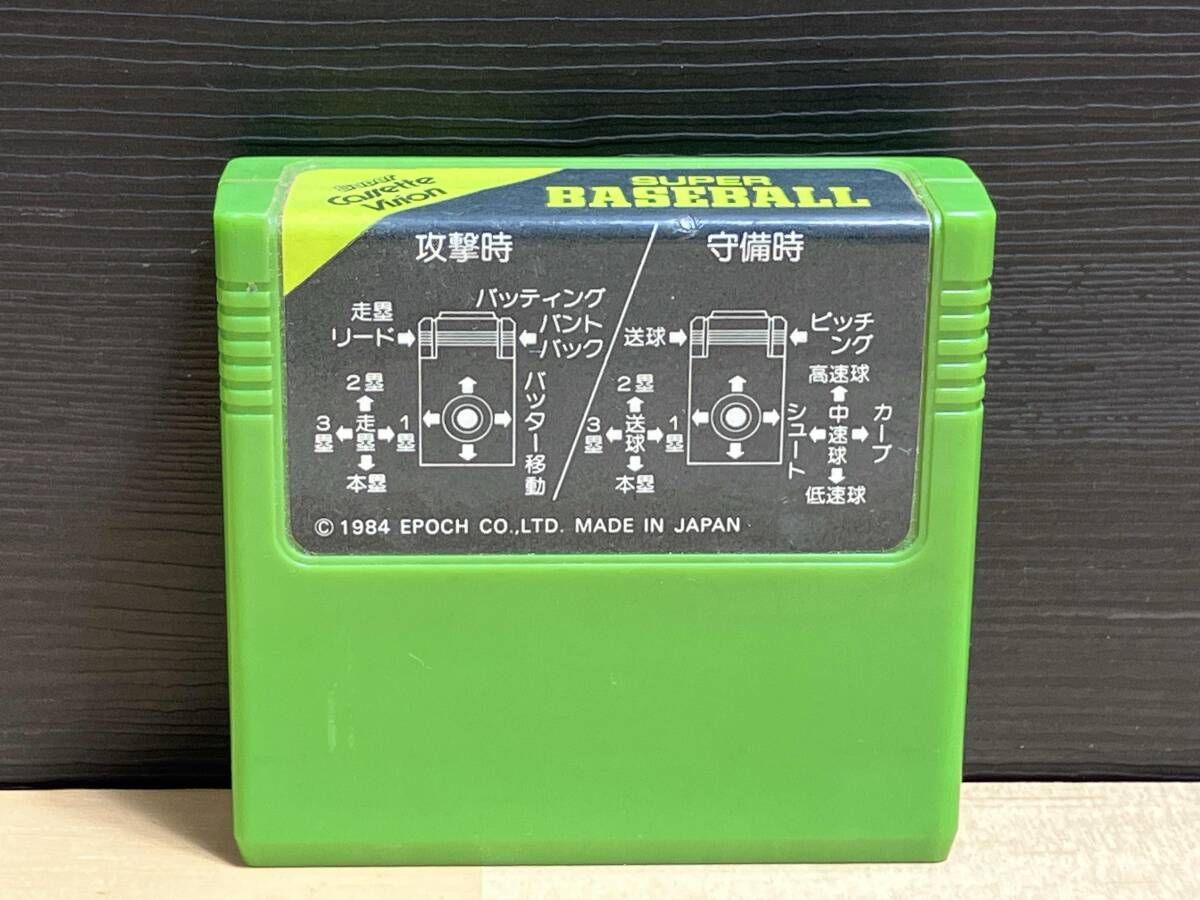 SUPER
Cassette
Vision
SUPER
BASEBALL
攻撃時
走塁
リード
バッティング
バント
バック
2塁
3塁
走塁
1塁
本塁
バッター移動
守備時
送球
ピッチ
ング
2塁
3塁
送球
1塁
本塁
高速球
シュート
中速球
カーブ
低速球
© 1984 EPOCH CO.,LTD. MADE IN JAPAN